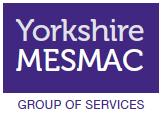 Yorkshire
MESMAC
GROUP OF SERVICES